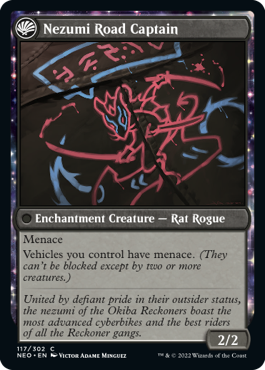 Nezumi Road Captain
Enchantment Creature — Rat Rogue
Menace
Vehicles you control have menace. (They
can't be blocked except by two or more
creatures.)
United by defiant pride in their outsider status,
the nezumi of the Okiba Reckoners boast the
most advanced cyberbikes and the best riders
of all the Reckoner gangs.
2/2
117/302 C
NEO • EN Victor Adame Minguez
™ & © 2022 Wizards of the Coast